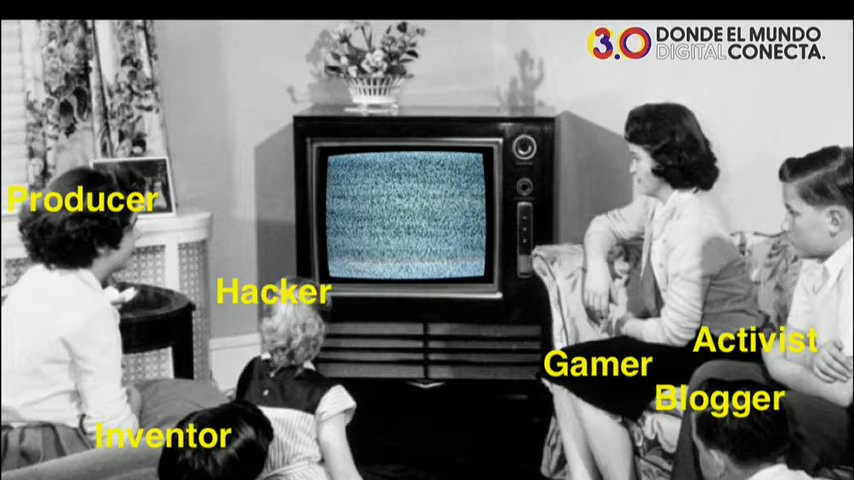 3.0 DONDE EL MUNDO
DIGITAL CONECTA.
Producer
Hacker
Activist
Gamer
Blogger
Inventor